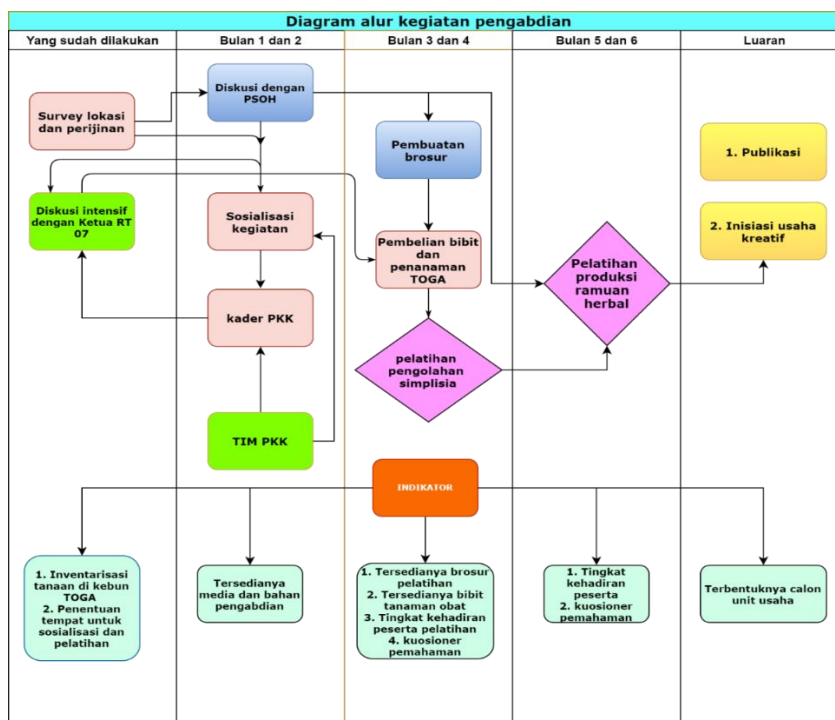 Diagram alur kegiatan pengabdian
Yang sudah dilakukan
Bulan 1 dan 2
Bulan 3 dan 4
Bulan 5 dan 6
Luaran
Survey lokasi
dan perijinan
Diskusi dengan
PSOH
Pembuatan
brosur
1. Publikasi
Diskusi intensif
dengan Ketua RT
07
Sosialisasi
kegiatan
Pembelian bibit
dan
penanaman
TOGA
Pelatihan
produksi
ramuan
herbal
2. Inisiasi usaha
kreatif
kader PKK
pelatihan
pengolahan
simplisia
TIM PKK
INDIKATOR
1. Inventarisasi
tanaan di kebun
TOGA
2. Penentuan
tempat untuk
sosialisasi dan
pelatihan
Tersedianya
media dan bahan
pengabdian
1. Tersedianya brosur
pelatihan
2. Tersedianya bibit
tanaman obat
3. Tingkat kehadiran
peserta pelatihan
4. kuosioner
pemahaman
1. Tingkat
kehadiran
peserta
2. kuosioner
pemahaman
Terbentuknya calon
unit usaha